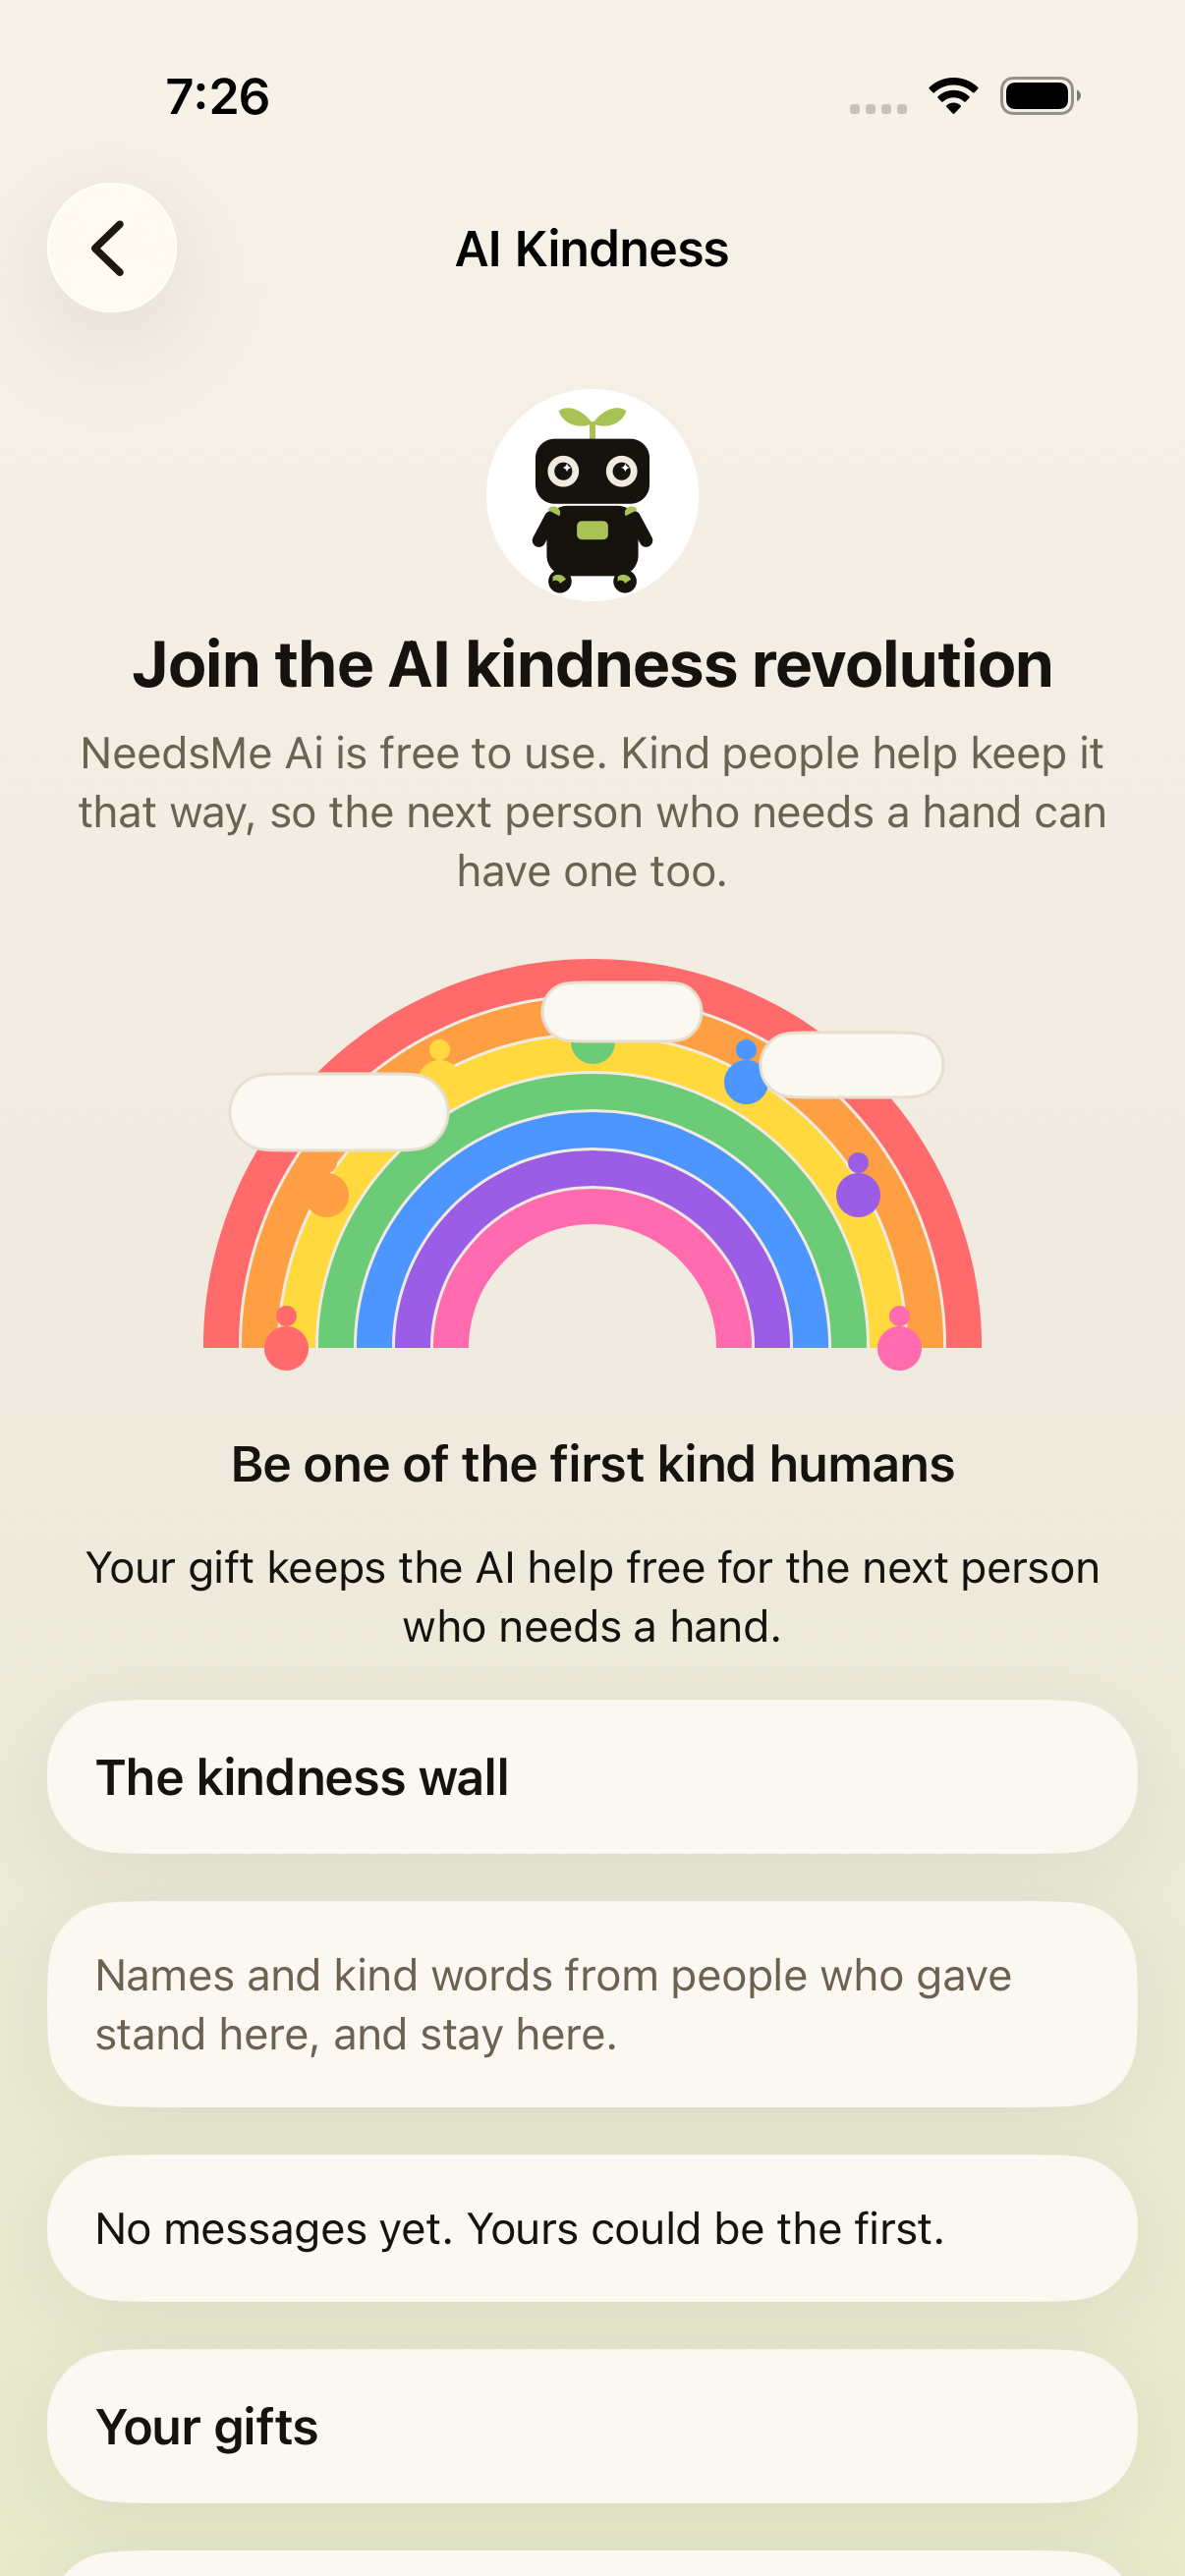 7:26
AI Kindness
Join the AI kindness revolution
NeedsMe Ai is free to use. Kind people help keep it
that way, so the next person who needs a hand can
have one too.
Be one of the first kind humans
Your gift keeps the AI help free for the next person
who needs a hand.
The kindness wall
Names and kind words from people who gave
stand here, and stay here.
No messages yet. Yours could be the first.
Your gifts